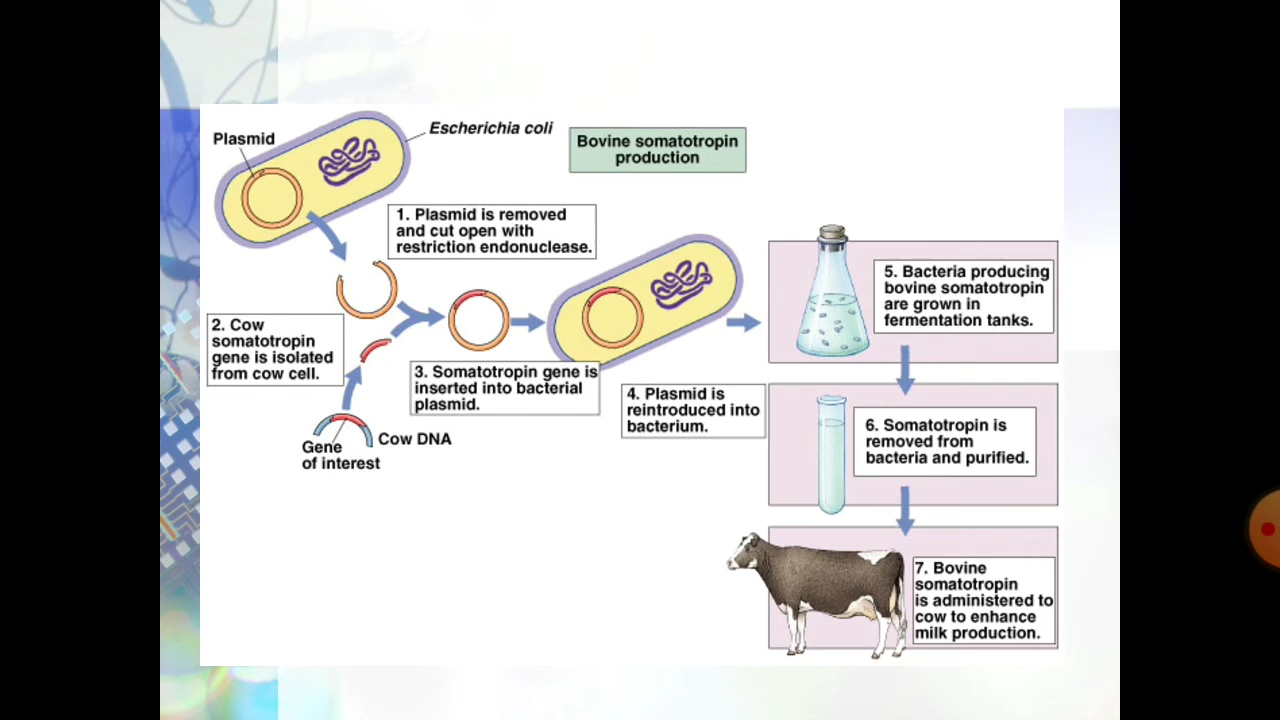 Plasmid
Escherichia coli
Bovine somatotropin
production
1. Plasmid is removed
and cut open with
restriction endonuclease.
2. Cow
somatotropin
gene is isolated
from cow cell.
3. Somatotropin gene is
inserted into bacterial
plasmid.
Gene
of interest
Cow DNA
4. Plasmid is
reintroduced into
bacterium.
5. Bacteria producing
bovine somatotropin
are grown in
fermentation tanks.
6. Somatotropin is
removed from
bacteria and purified.
7. Bovine
somatotropin
is administered to
cow to enhance
milk production.